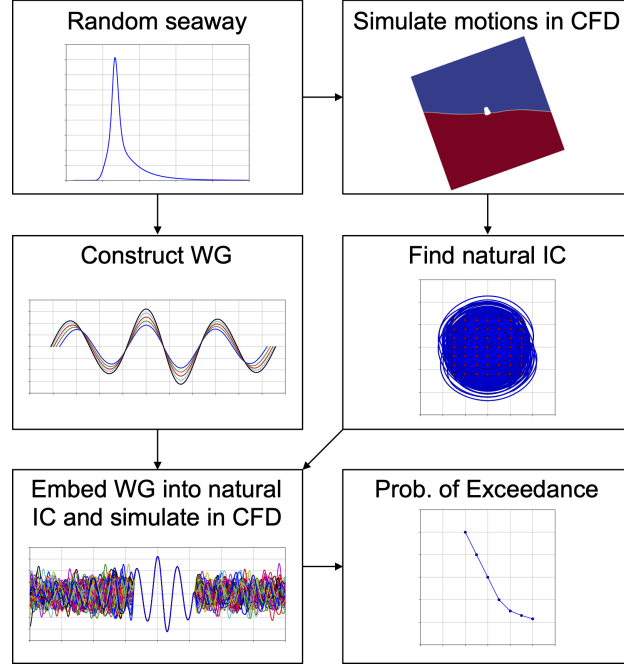 Random seaway
Simulate motions in CFD
Construct WG
Find natural IC
Embed WG into natural
IC and simulate in CFD
Prob. of Exceedance